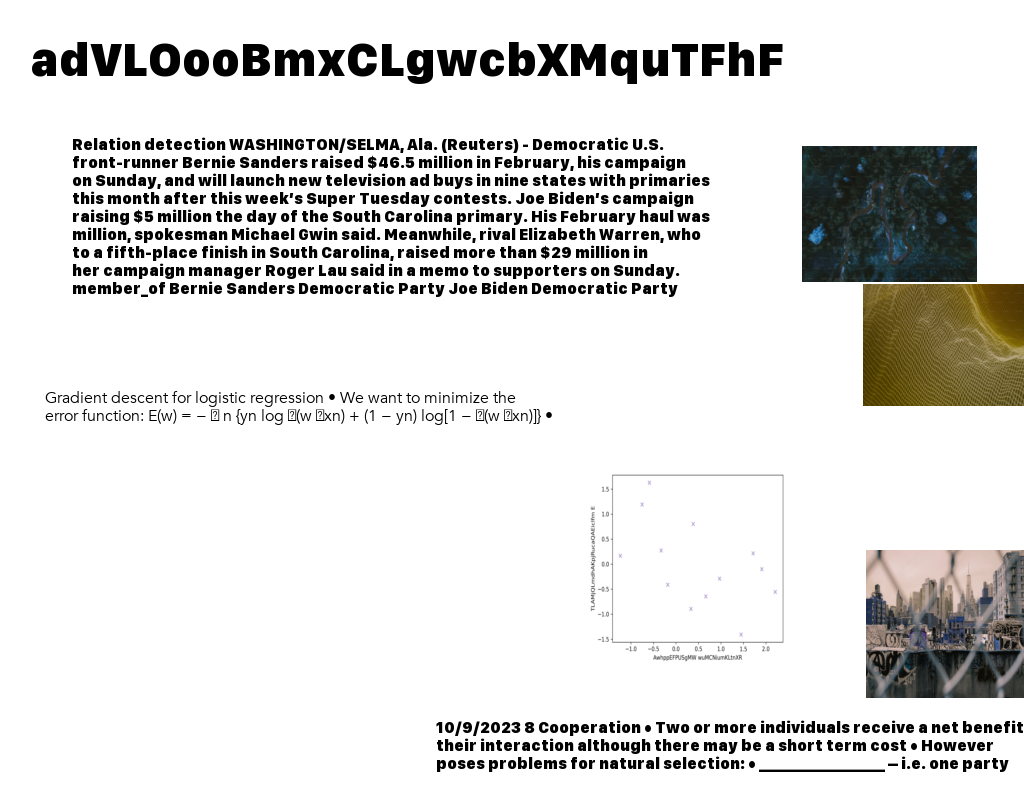 adVLOooBmxCLgwcbXMquTFhF
Relation detection WASHINGTON/SELMA, Ala. (Reuters) - Democratic U.S.
front-runner Bernie Sanders raised $46.5 million in February, his campaign
on Sunday, and will launch new television ad buys in nine states with primaries
this month after this week’s Super Tuesday contests. Joe Biden’s campaign
raising $5 million the day of the South Carolina primary. His February haul was
million, spokesman Michael Gwin said. Meanwhile, rival Elizabeth Warren, who
to a fifth-place finish in South Carolina, raised more than $29 million in
her campaign manager Roger Lau said in a memo to supporters on Sunday.
member_of Bernie Sanders Democratic Party Joe Biden Democratic Party
Gradient descent for logistic regression • We want to minimize the
error function: E(w) = − n {yn log (w xn) + (1 − yn) log[1 − (w xn)]} •
1.5
1.0
0.5
0.0
−0.5
−1.0
−1.5
−1.0 −0.5 0.0 0.5 1.0 1.5 2.0
10/9/2023 8 Cooperation • Two or more individuals receive a net benefit
their interaction although there may be a short term cost • However
poses problems for natural selection: • ________________ – i.e. one party